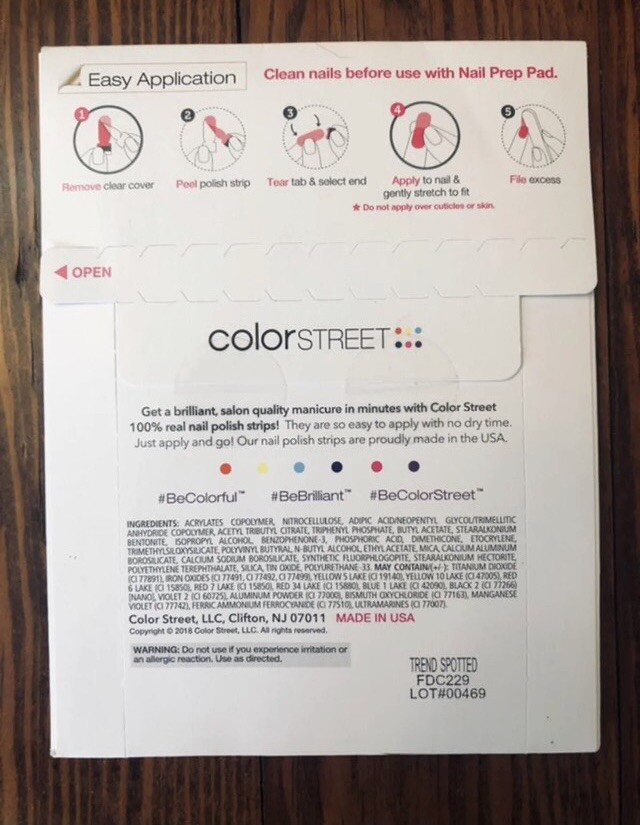 Easy Application
Clean nails before use with Nail Prep Pad.
1
2
3
4
5
Remove clear cover
Peel polish strip
Tear tab & select end
Apply to nail &
gently stretch to fit
File excess
★ Do not apply over cuticles or skin.
◀ OPEN
colorSTREET
Get a brilliant, salon quality manicure in minutes with Color Street
100% real nail polish strips! They are so easy to apply with no dry time.
Just apply and go! Our nail polish strips are proudly made in the USA.
#BeColorful™ #BeBrilliant™ #BeColorStreet™
INGREDIENTS: ACRYLATES COPOLYMER, NITROCELLULOSE, ADIPIC ACID/NEOPENTYL GLYCOL/TRIMELLITIC
ANHYDRIDE COPOLYMER, ACETYL TRIBUTYL CITRATE, TRIPHENYL PHOSPHATE, BUTYL ACETATE, STEARALKONIUM
BENTONITE, ISOPROPYL ALCOHOL, BENZOPHENONE-3, PHOSPHORIC ACID, DIMETHICONE, ETOCRYLENE,
TRIMETHYLSILOXYSILICATE, POLYVINYL BUTYRAL, N-BUTYL ALCOHOL, ETHYL ACETATE, MICA, CALCIUM ALUMINUM
BOROSILICATE, CALCIUM SODIUM BOROSILICATE, SYNTHETIC FLUORPHLOGOPITE, STEARALKONIUM HECTORITE,
POLYETHYLENE TEREPHTHALATE, SILICA, TIN OXIDE, POLYURETHANE-33. MAY CONTAIN(+/-): TITANIUM DIOXIDE
(CI 77891), IRON OXIDES (CI 77491, CI 77492, CI 77499), YELLOW 5 LAKE (CI 19140), YELLOW 10 LAKE (CI 47005), RED
6 LAKE (CI 15850), RED 7 LAKE (CI 15850), RED 34 LAKE (CI 15880), BLUE 1 LAKE (CI 42090), BLACK 2 (CI 77266)
[NANO], VIOLET 2 (CI 60725), ALUMINUM POWDER (CI 77000), BISMUTH OXYCHLORIDE (CI 77163), MANGANESE
VIOLET (CI 77742), FERRIC AMMONIUM FERROCYANIDE (CI 77510), ULTRAMARINES (CI 77007).
Color Street, LLC, Clifton, NJ 07011 MADE IN USA
Copyright © 2018 Color Street, LLC. All rights reserved.
WARNING: Do not use if you experience irritation or
an allergic reaction. Use as directed.
TREND SPOTTED
FDC229
LOT#00469